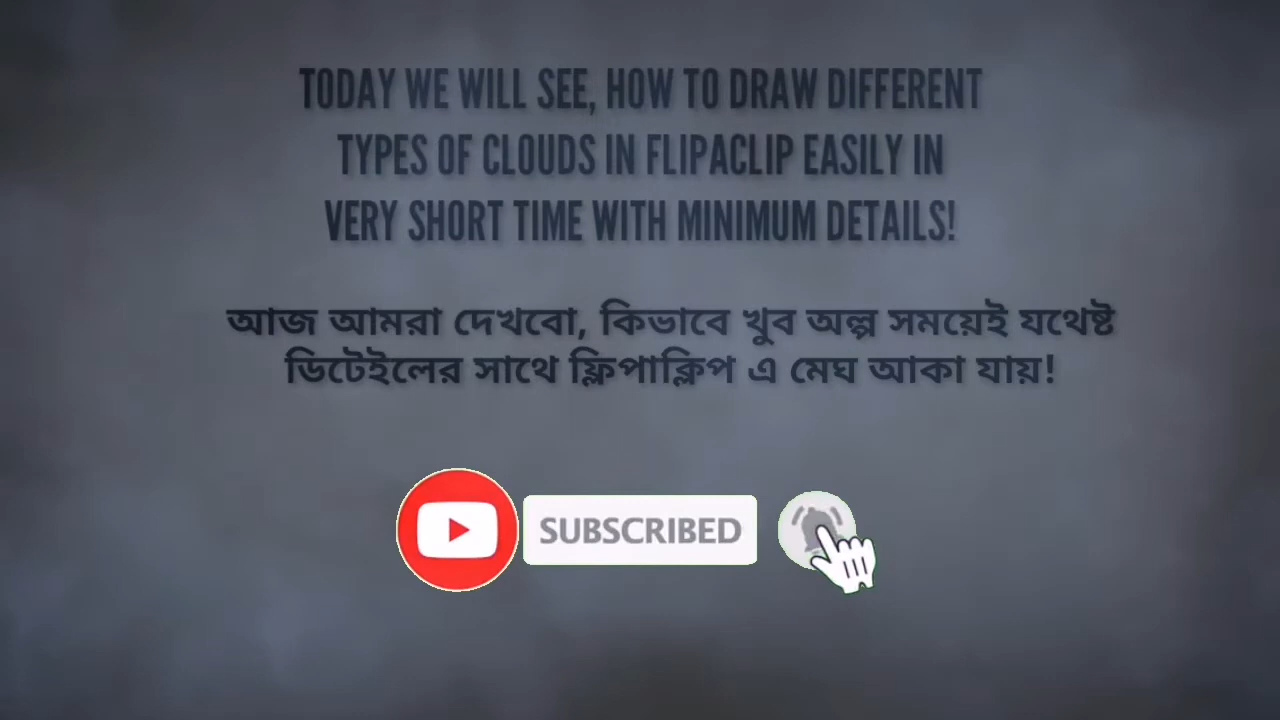 TODAY WE WILL SEE, HOW TO DRAW DIFFERENT
TYPES OF CLOUDS IN FLIPACLIP EASILY IN
VERY SHORT TIME WITH MINIMUM DETAILS!
আজ আমরা দেখবো, কিভাবে খুব অল্প সময়েই যথেষ্ট
ডিটেইলের সাথে ফ্লিপাক্লিপ এ মেঘ আকা যায়!
SUBSCRIBED